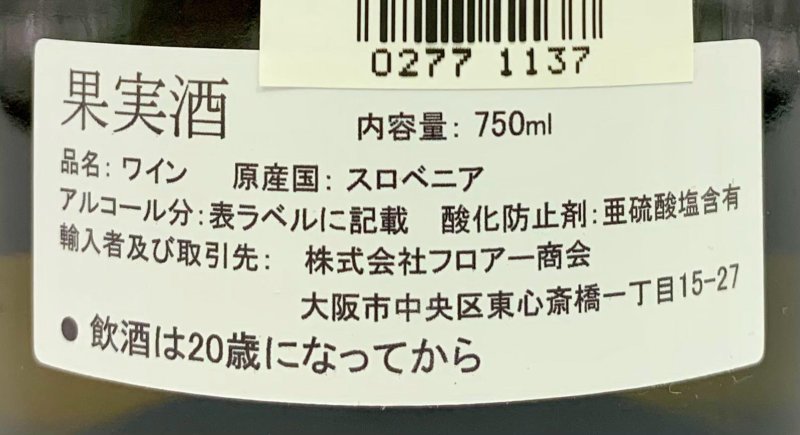 0277 1137
果実酒
内容量: 750ml
品名: ワイン 原産国: スロベニア
アルコール分:表ラベルに記載 酸化防止剤:亜硫酸塩含有
輸入者及び取引先: 株式会社フロアー商会
大阪市中央区東心斎橋一丁目15-27
● 飲酒は20歳になってから